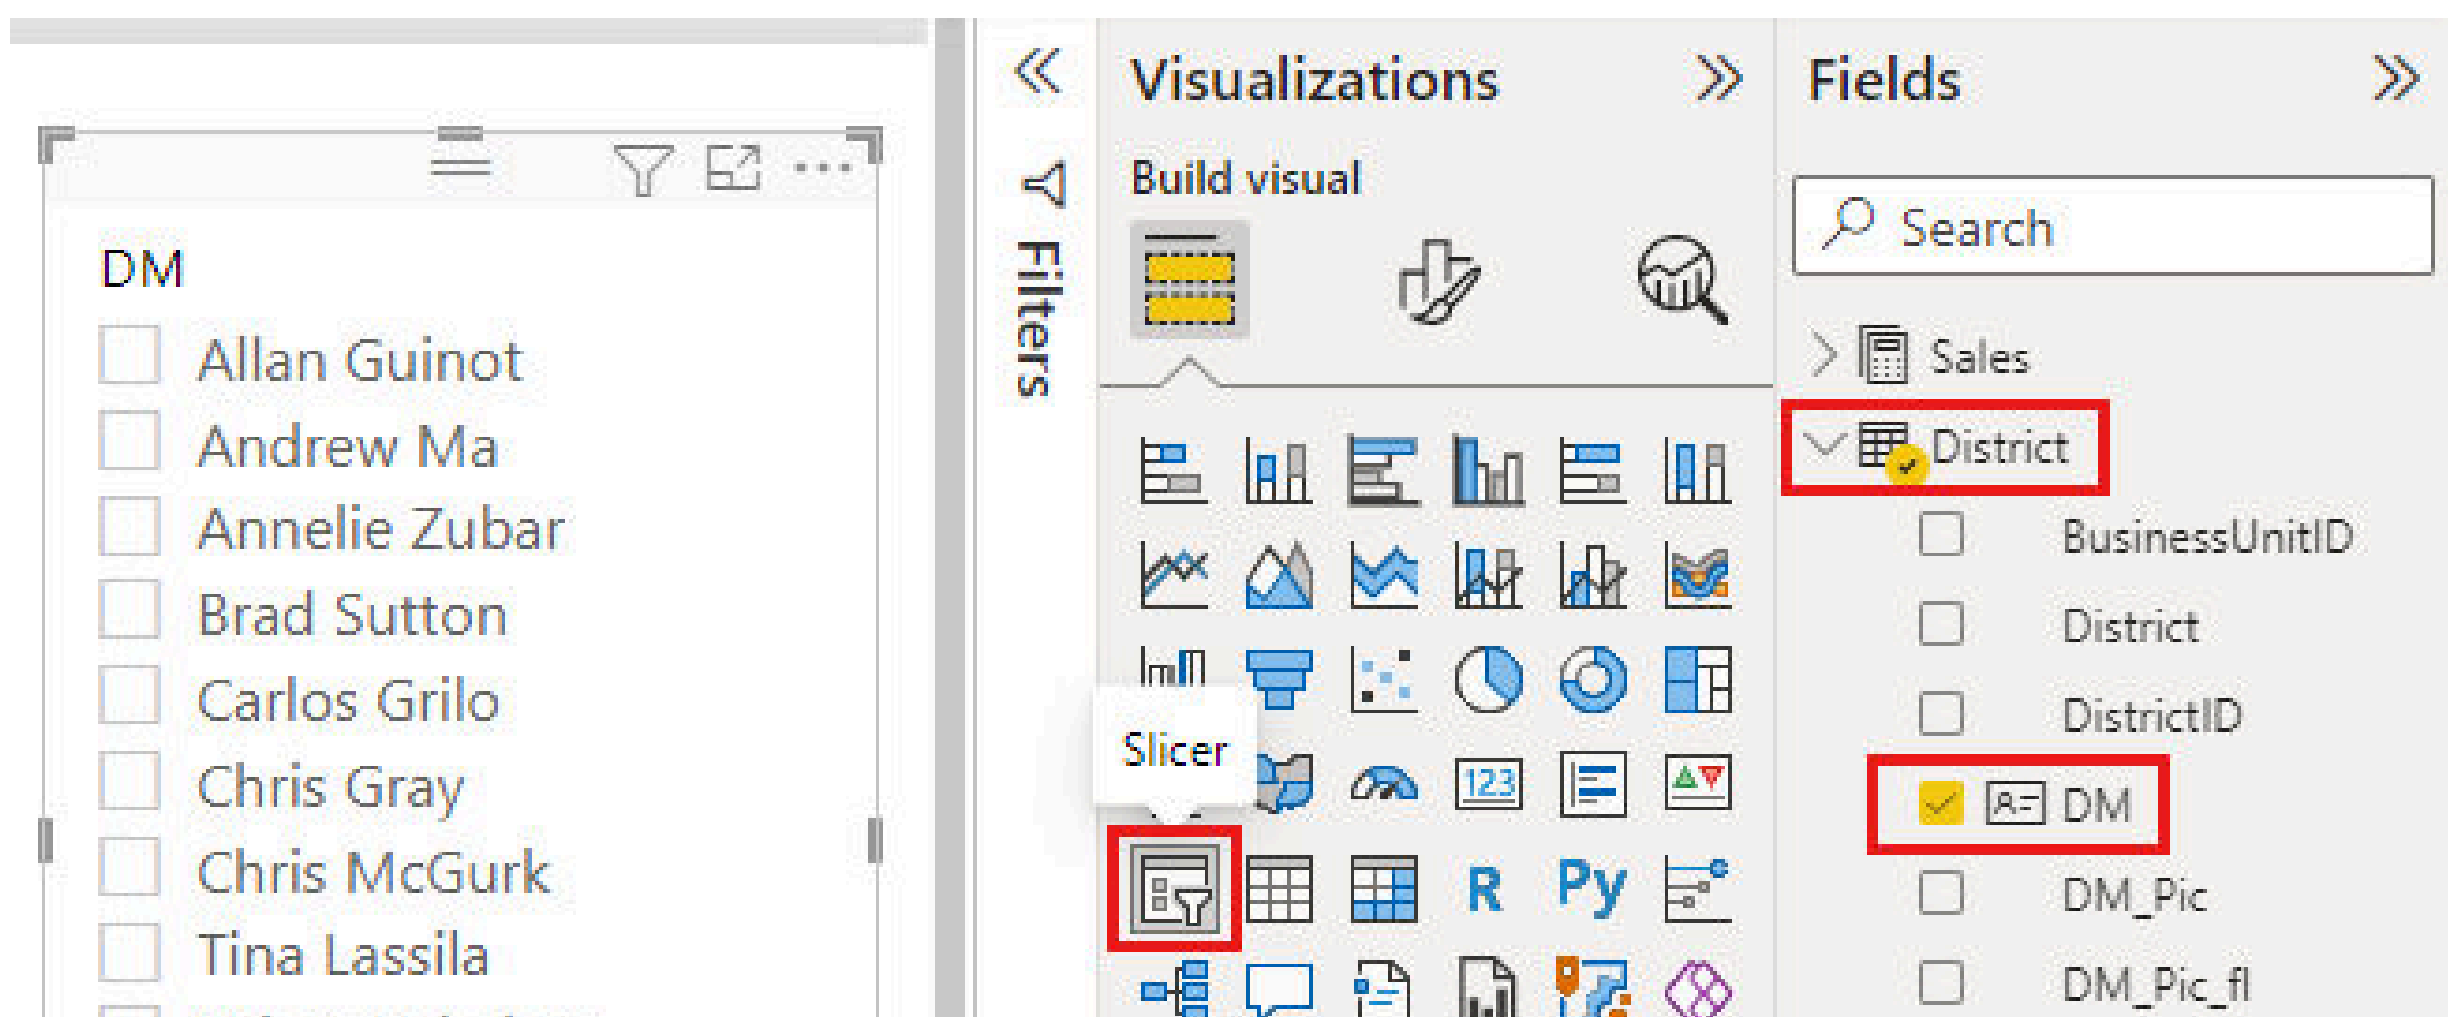 DM
Allan Guinot
Andrew Ma
Annelie Zubar
Brad Sutton
Carlos Grilo
Chris Gray
Chris McGurk
Tina Lassila
Filters
Visualizations
Build visual
Slicer
123
R
Py
Fields
Search
Sales
District
BusinessUnitID
District
DistrictID
DM
DM_Pic
DM_Pic_fl